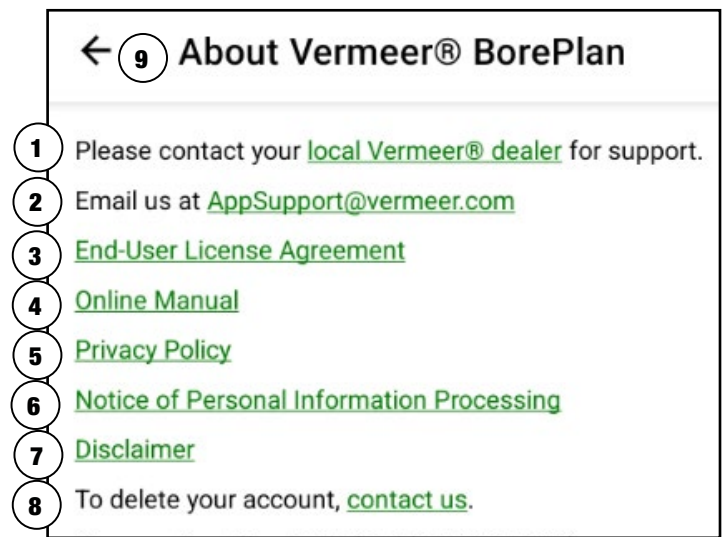 ← 9 About Vermeer® BorePlan
1 Please contact your local Vermeer® dealer for support.
2 Email us at AppSupport@vermeer.com
3 End-User License Agreement
4 Online Manual
5 Privacy Policy
6 Notice of Personal Information Processing
7 Disclaimer
8 To delete your account, contact us.